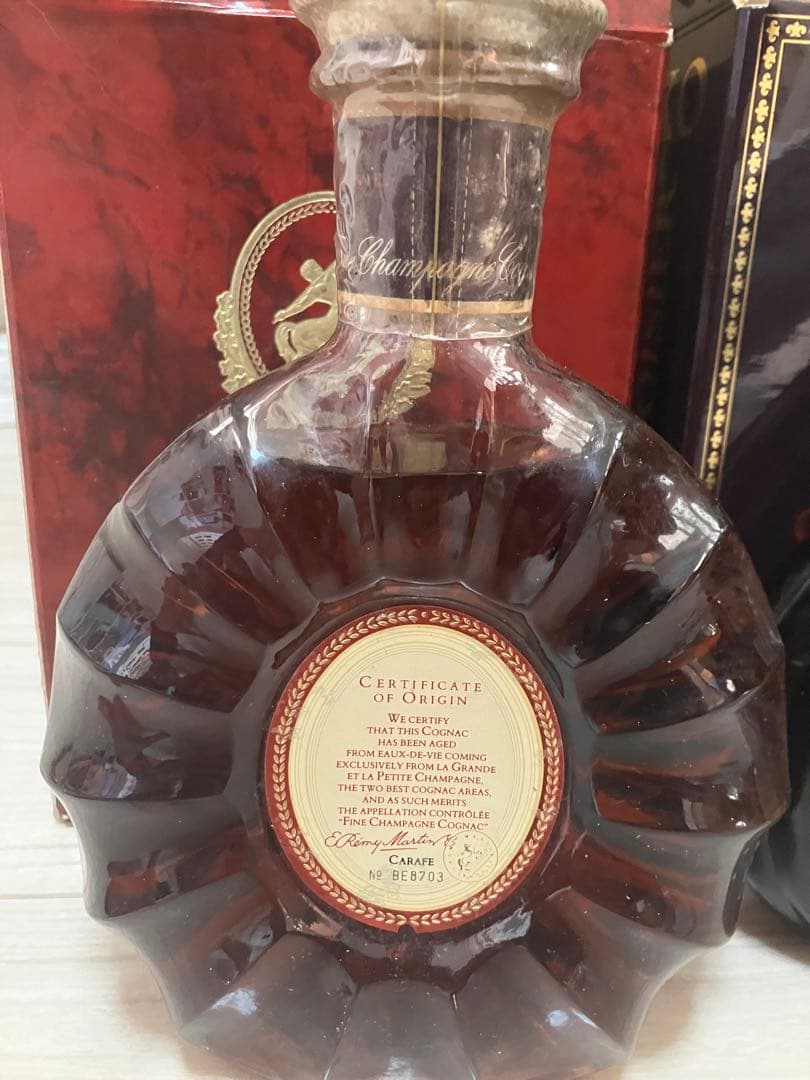 Champagne Cog
CERTIFICATE
OF ORIGIN
WE CERTIFY
THAT THIS COGNAC
HAS BEEN AGED
FROM EAUX-DE-VIE COMING
EXCLUSIVELY FROM LA GRANDE
ET LA PETITE CHAMPAGNE,
THE TWO BEST COGNAC AREAS,
AND AS SUCH MERITS
THE APPELLATION CONTRÔLÉE
"FINE CHAMPAGNE COGNAC"
E. Rémy Martin & Co
CARAFE
Nº BE8703